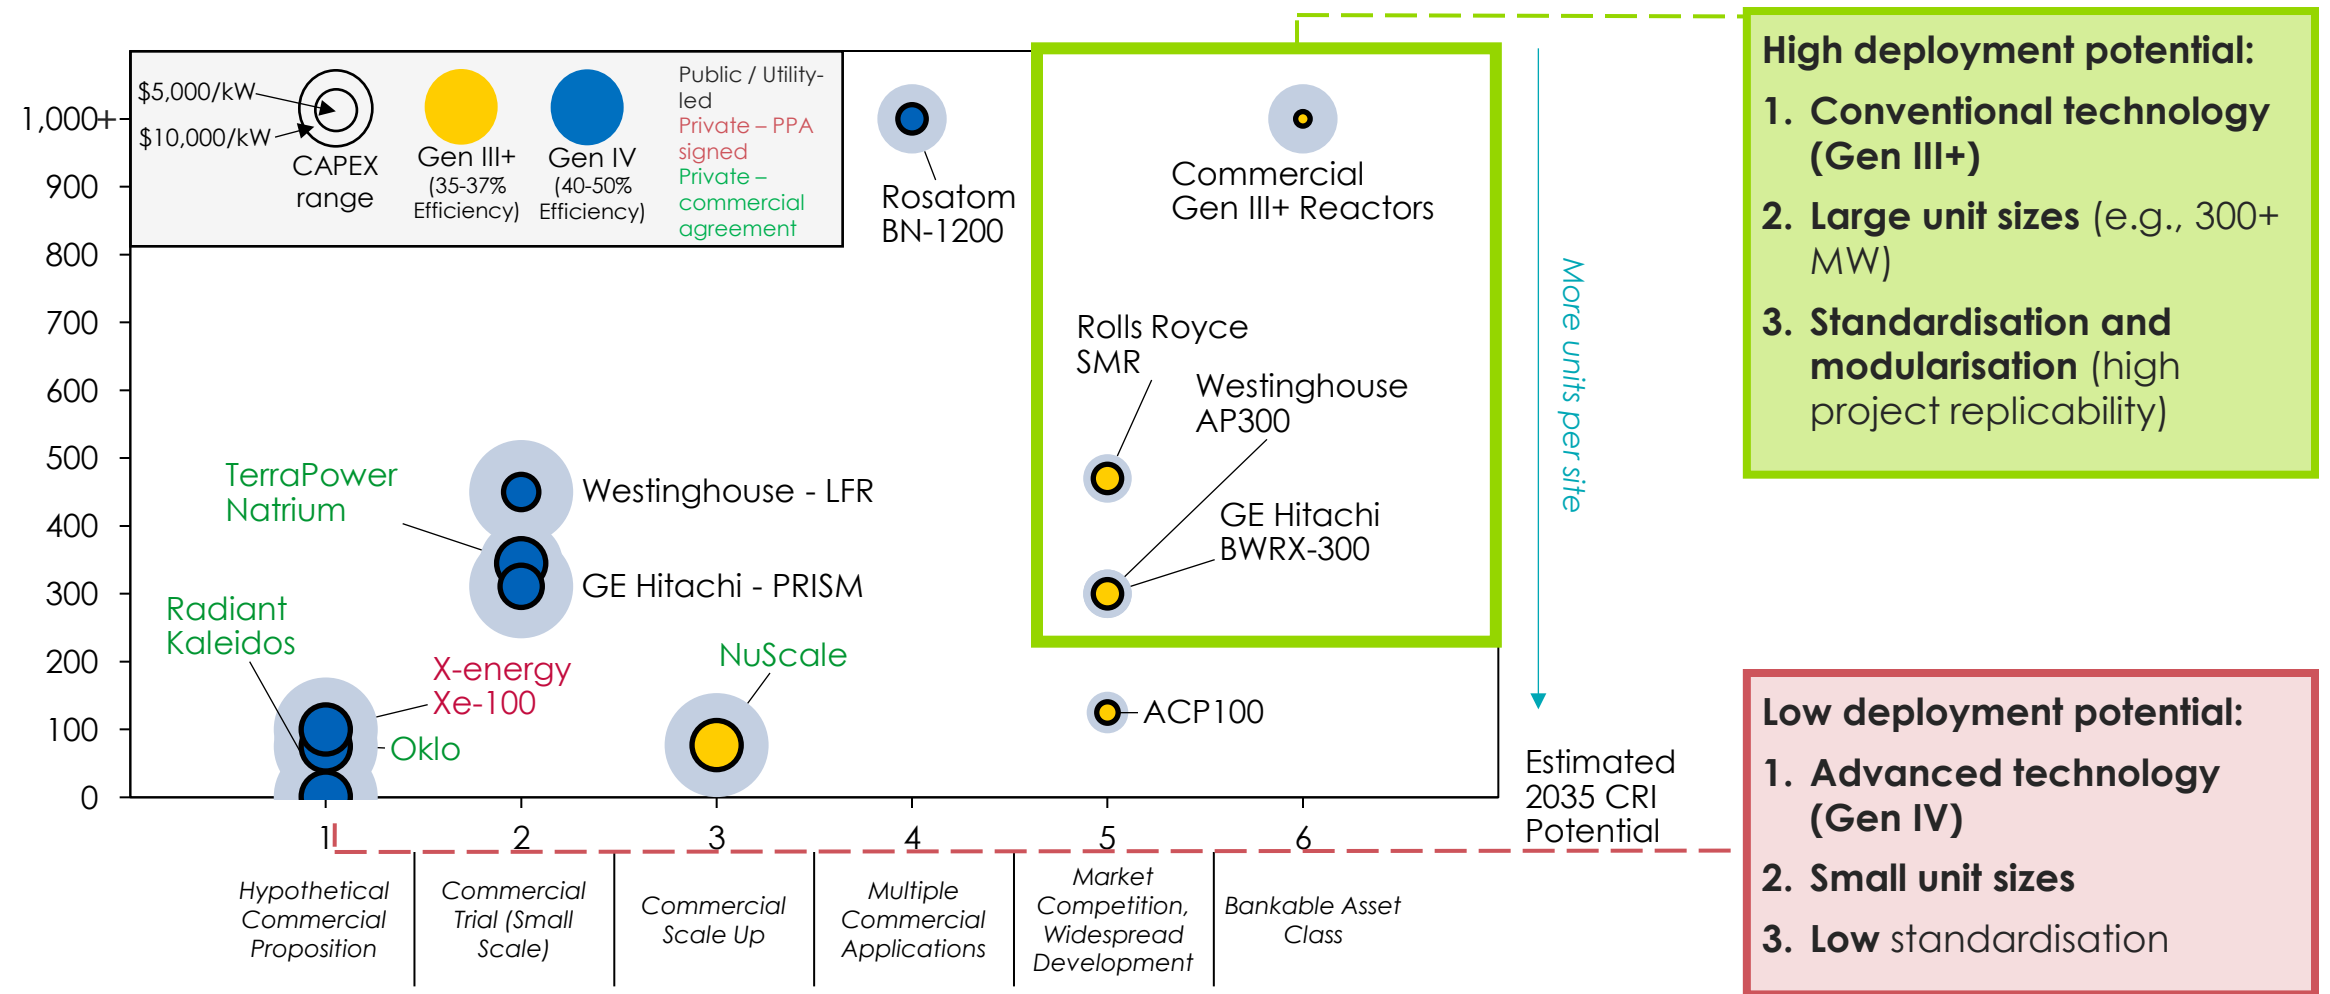 $5,000/kW
$10,000/kW
CAPEX
range
Gen III+
(35-37%
Efficiency)
Gen IV
(40-50%
Efficiency)
Public / Utility-
led
Private – PPA
signed
Private –
commercial
agreement
1,000+
900
800
700
600
500
400
300
200
100
0
Rosatom
BN-1200
Commercial
Gen III+ Reactors
Rolls Royce
SMR
Westinghouse
AP300
GE Hitachi
BWRX-300
TerraPower
Natrium
Westinghouse - LFR
GE Hitachi - PRISM
Radiant
Kaleidos
X-energy
Xe-100
Oklo
NuScale
ACP100
More units per site
Estimated
2035 CRI
Potential
1
2
3
4
5
6
Hypothetical
Commercial
Proposition
Commercial
Trial (Small
Scale)
Commercial
Scale Up
Multiple
Commercial
Applications
Market
Competition,
Widespread
Development
Bankable Asset
Class
High deployment potential:
1. Conventional technology
(Gen III+)
2. Large unit sizes (e.g., 300+
MW)
3. Standardisation and
modularisation (high
project replicability)
Low deployment potential:
1. Advanced technology
(Gen IV)
2. Small unit sizes
3. Low standardisation